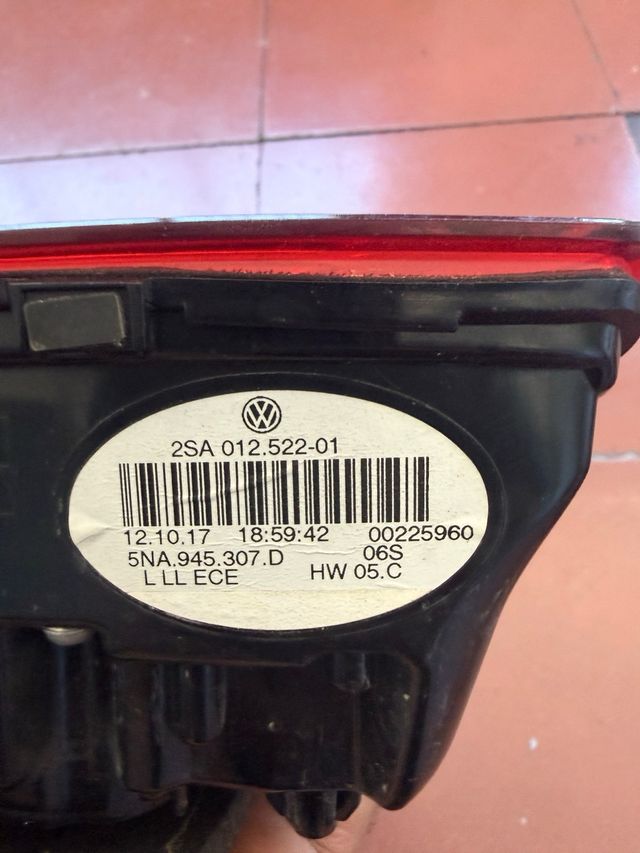 2SA 012.522-01
12.10.17 18:59:42 00225960
5NA.945.307.D 06S
L LL ECE HW 05.C